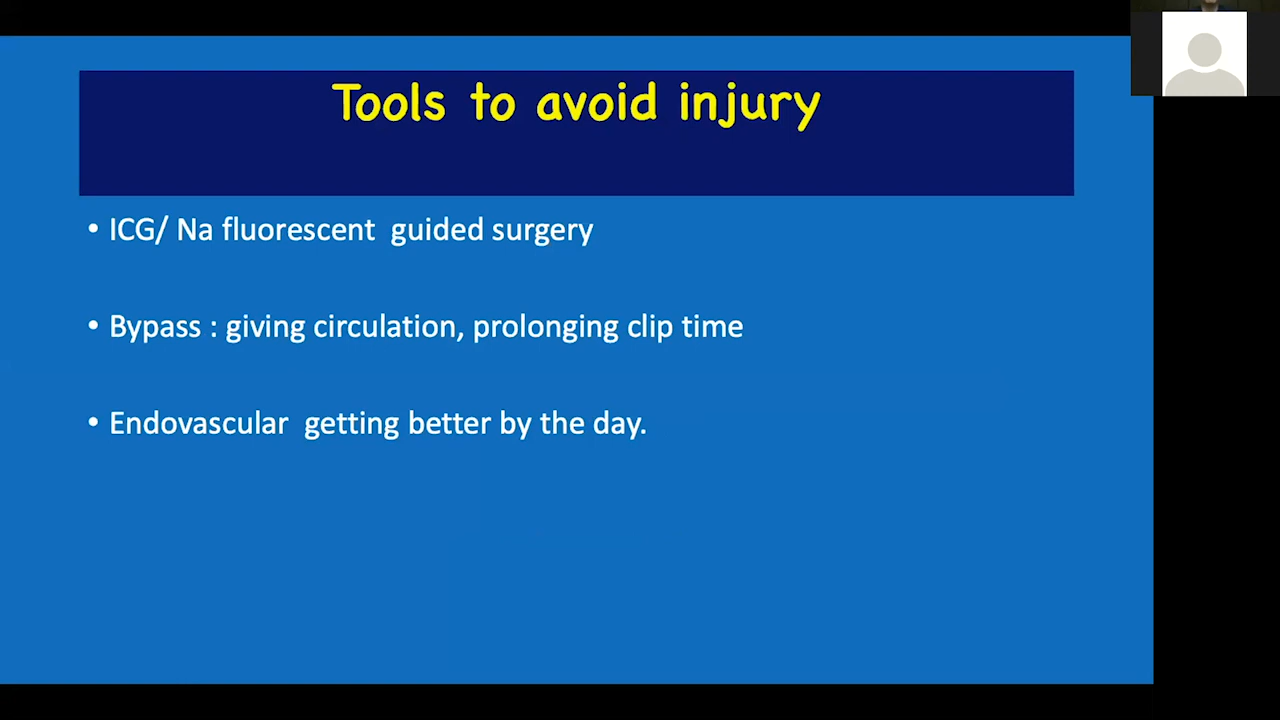 Tools to avoid injury
• ICG/ Na fluorescent guided surgery
• Bypass : giving circulation, prolonging clip time
• Endovascular getting better by the day.